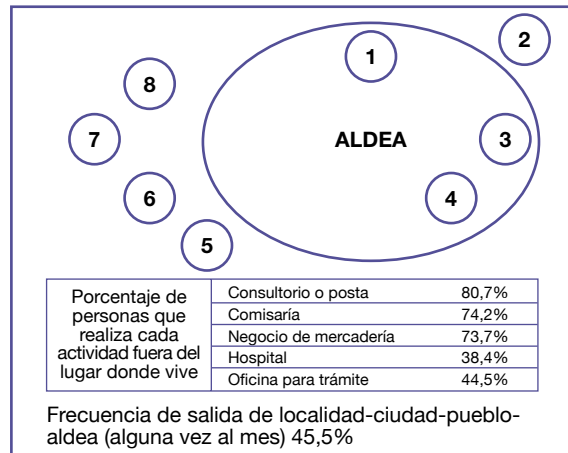 1
2
8
7
ALDEA
3
6
4
5
Porcentaje de
personas que
realiza cada
actividad fuera del
lugar donde vive
Consultorio o posta 80,7%
Comisaría 74,2%
Negocio de mercadería 73,7%
Hospital 38,4%
Oficina para trámite 44,5%
Frecuencia de salida de localidad-ciudad-pueblo-
aldea (alguna vez al mes) 45,5%